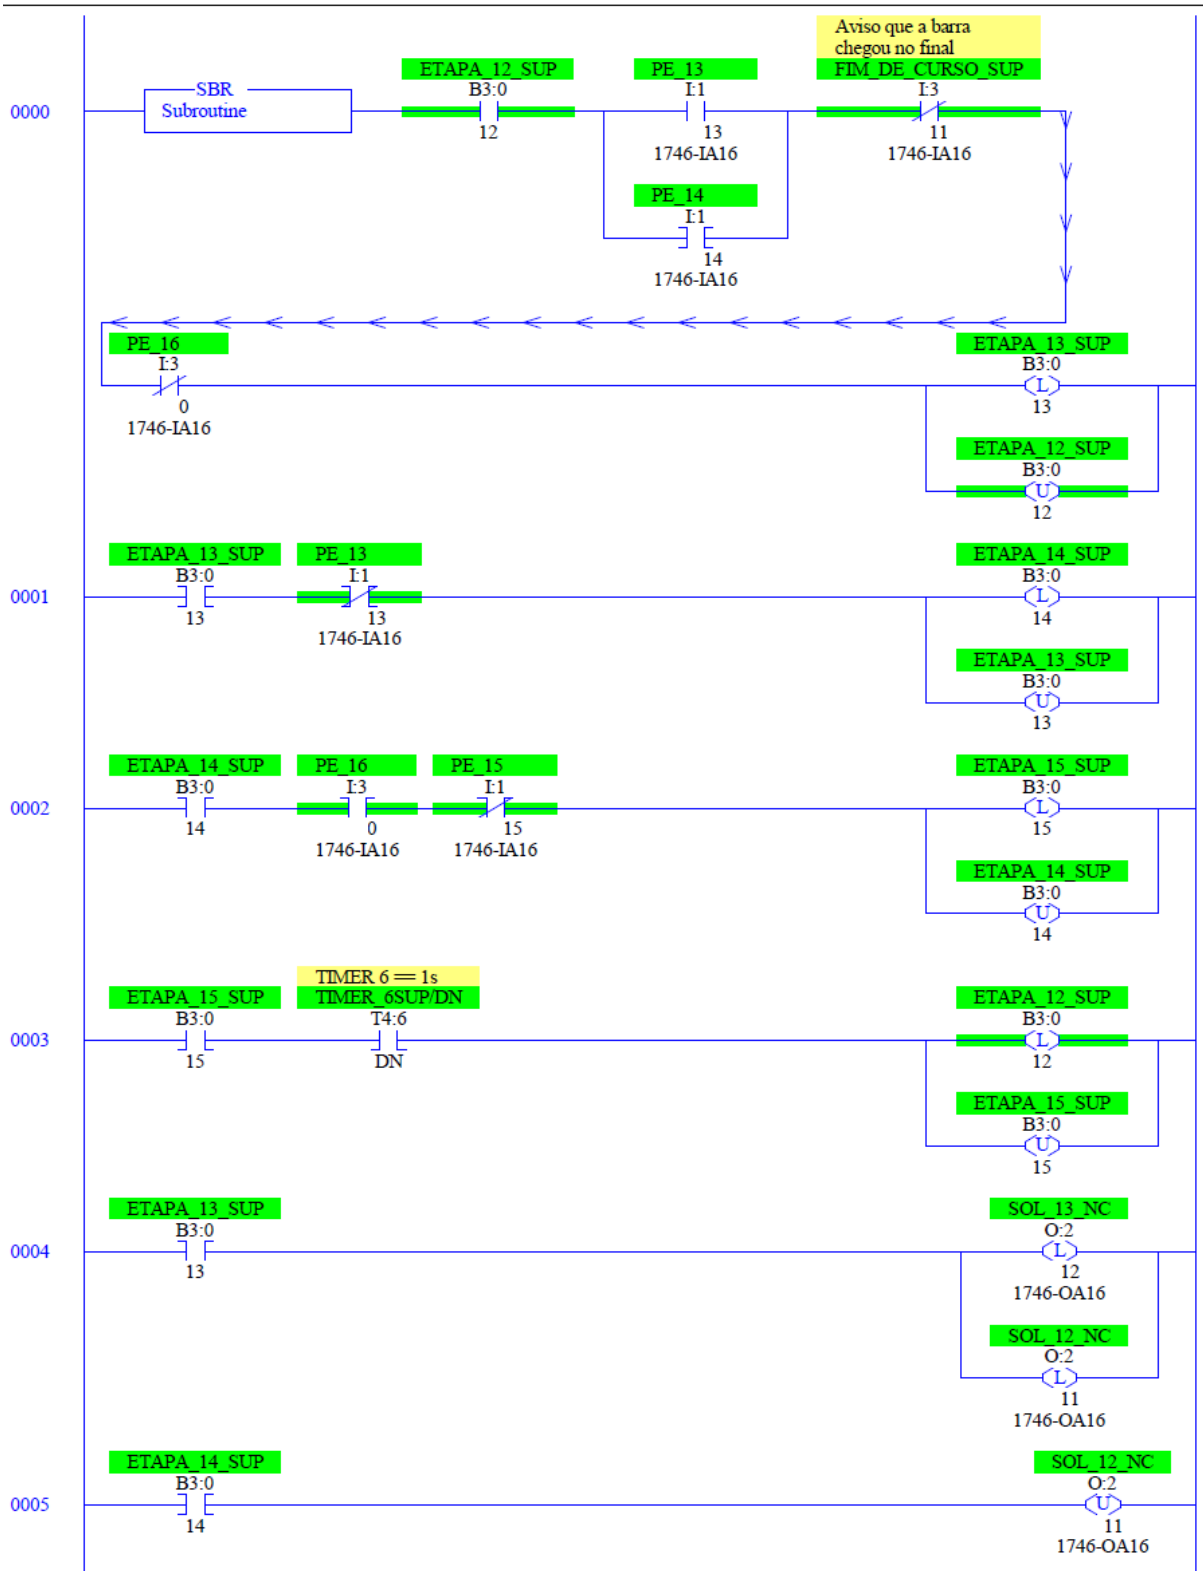 Aviso que a barra
chegou no final
ETAPA_12_SUP PE_13 FIM_DE_CURSO_SUP
SBR B3:0 I:1 I:3
0000 Subroutine
12 13 11
1746-IA16 1746-IA16
PE_14
I:1
14
1746-IA16
PE_16 ETAPA_13_SUP
I:3 B3:0
L
0 13
1746-IA16
ETAPA_12_SUP
B3:0
U
12
ETAPA_13_SUP PE_13 ETAPA_14_SUP
B3:0 I:1 B3:0
0001 L
13 13 14
1746-IA16
ETAPA_13_SUP
B3:0
U
13
ETAPA_14_SUP PE_16 PE_15 ETAPA_15_SUP
B3:0 I:3 I:1 B3:0
0002 L
14 0 15 15
1746-IA16 1746-IA16
ETAPA_14_SUP
B3:0
U
14
TIMER 6 == 1s
ETAPA_15_SUP TIMER_6SUP/DN ETAPA_12_SUP
B3:0 T4:6 B3:0
0003 L
15 DN 12
ETAPA_15_SUP
B3:0
U
15
ETAPA_13_SUP SOL_13_NC
B3:0 O:2
0004 L
13 12
1746-OA16
SOL_12_NC
O:2
L
11
1746-OA16
ETAPA_14_SUP SOL_12_NC
B3:0 O:2
0005 U
14 11
1746-OA16